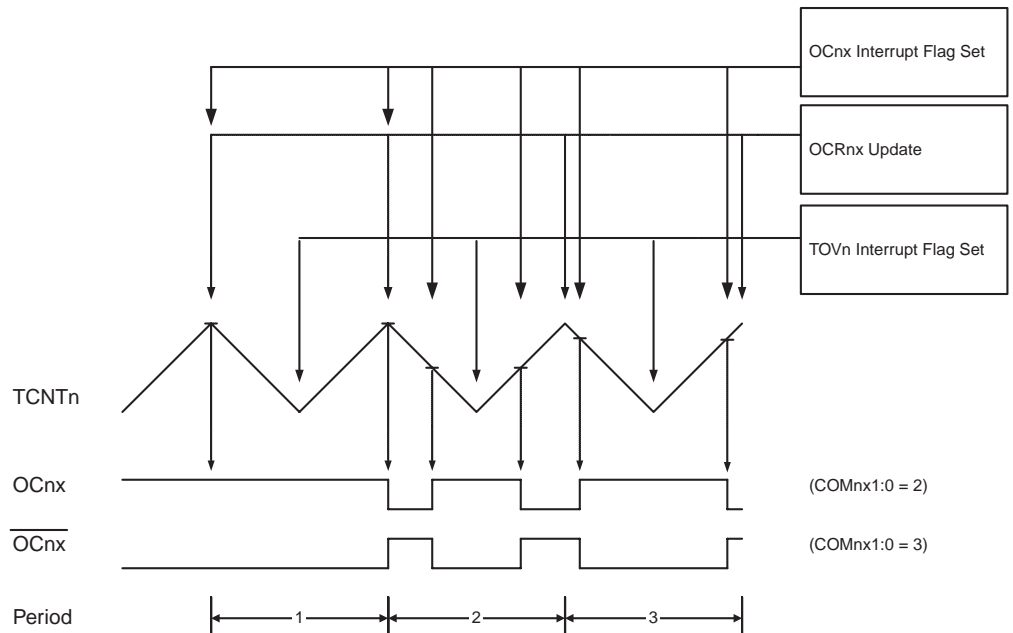 OCnx Interrupt Flag Set
OCRnx Update
TOVn Interrupt Flag Set
TCNTn
OCnx
(COMnx1:0 = 2)
OCnx
(COMnx1:0 = 3)
Period
1
2
3